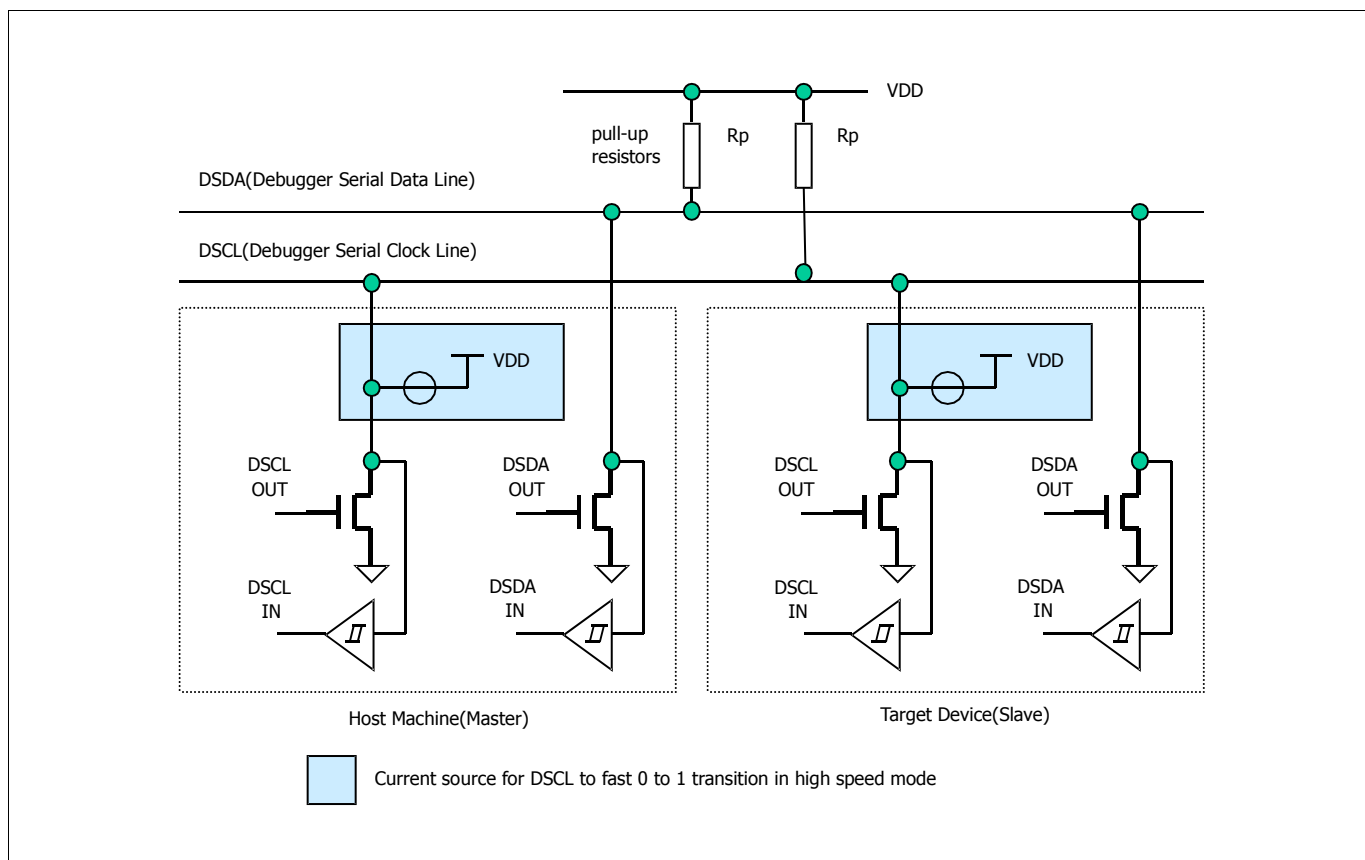 VDD
pull-up
resistors
Rp
Rp
DSDA(Debugger Serial Data Line)
DSCL(Debugger Serial Clock Line)
VDD
VDD
DSCL
OUT
DSDA
OUT
DSCL
OUT
DSDA
OUT
DSCL
IN
DSDA
IN
DSCL
IN
DSDA
IN
Host Machine(Master)
Target Device(Slave)
Current source for DSCL to fast 0 to 1 transition in high speed mode